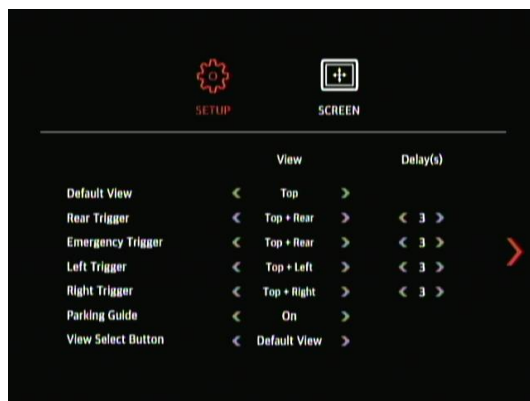 SETUP SCREEN
View Delay(s)
Default View < Top >
Rear Trigger < Top + Rear > < 3 >
Emergency Trigger < Top + Rear > < 3 >
Left Trigger < Top + Left > < 3 >
Right Trigger < Top + Right > < 3 >
Parking Guide < On >
View Select Button < Default View >